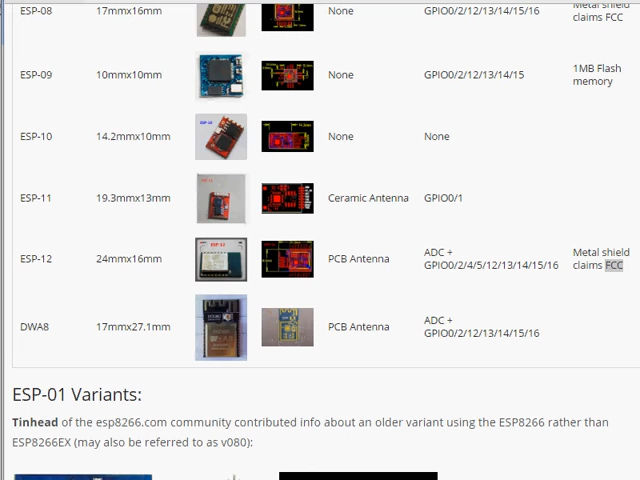 ESP-08 17mmx16mm None GPIO0/2/12/13/14/15/16 Metal shield
claims FCC
ESP-09 10mmx10mm None GPIO0/2/12/13/14/15 1MB Flash
memory
ESP-10 14.2mmx10mm None None
ESP-11 19.3mmx13mm Ceramic Antenna GPIO0/1
ESP-12 24mmx16mm PCB Antenna ADC +
GPIO0/2/4/5/12/13/14/15/16 Metal shield
claims FCC
DWA8 17mmx27.1mm PCB Antenna ADC +
GPIO0/2/12/13/14/15/16
ESP-01 Variants:
Tinhead of the esp8266.com community contributed info about an older variant using the ESP8266 rather than
ESP8266EX (may also be referred to as v080):